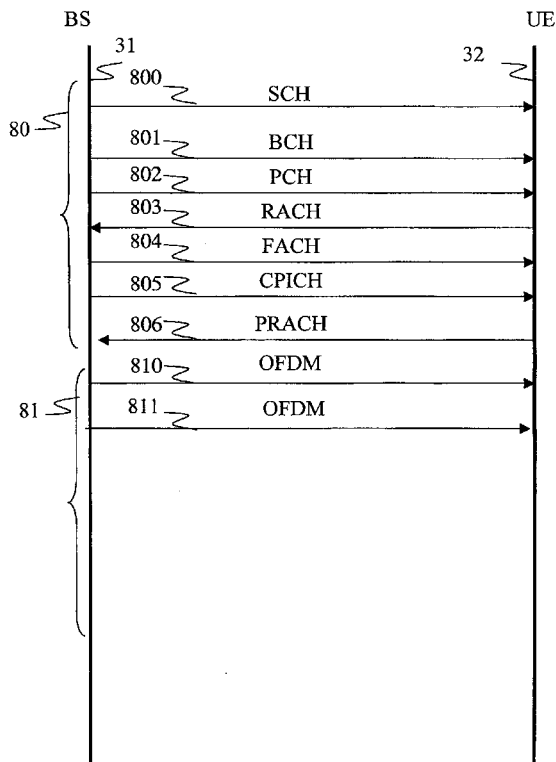 BS UE
31 32
800 SCH
80
801 BCH
802 PCH
803 RACH
804 FACH
805 CPICH
806 PRACH
810 OFDM
81
811 OFDM